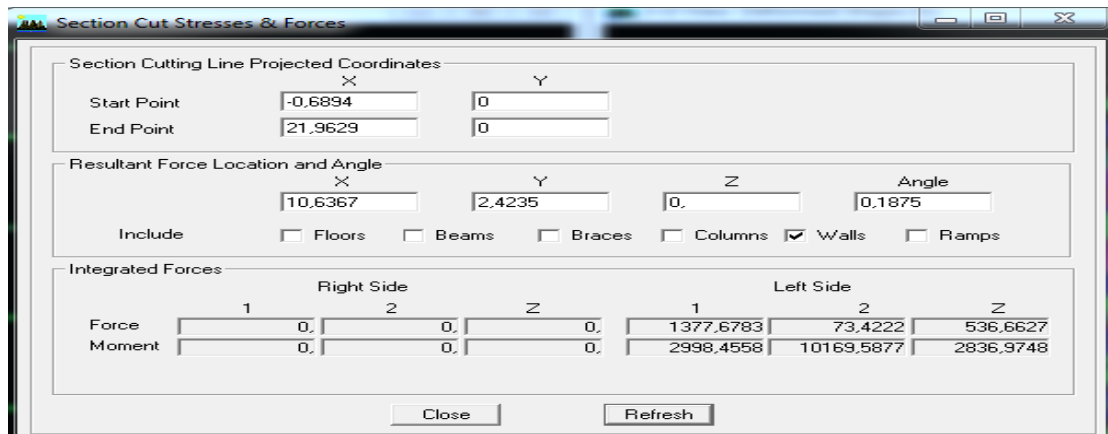 Section Cut Stresses & Forces
Section Cutting Line Projected Coordinates
X Y
Start Point -0,6894 0
End Point 21,9629 0
Resultant Force Location and Angle
X Y Z Angle
10,6367 2,4235 0, 0,1875
Include Floors Beams Braces Columns Walls Ramps
Integrated Forces
Right Side Left Side
1 2 Z 1 2 Z
Force 0, 0, 0, 1377,6783 73,4222 536,6627
Moment 0, 0, 0, 2998,4558 10169,5877 2836,9748
Close Refresh